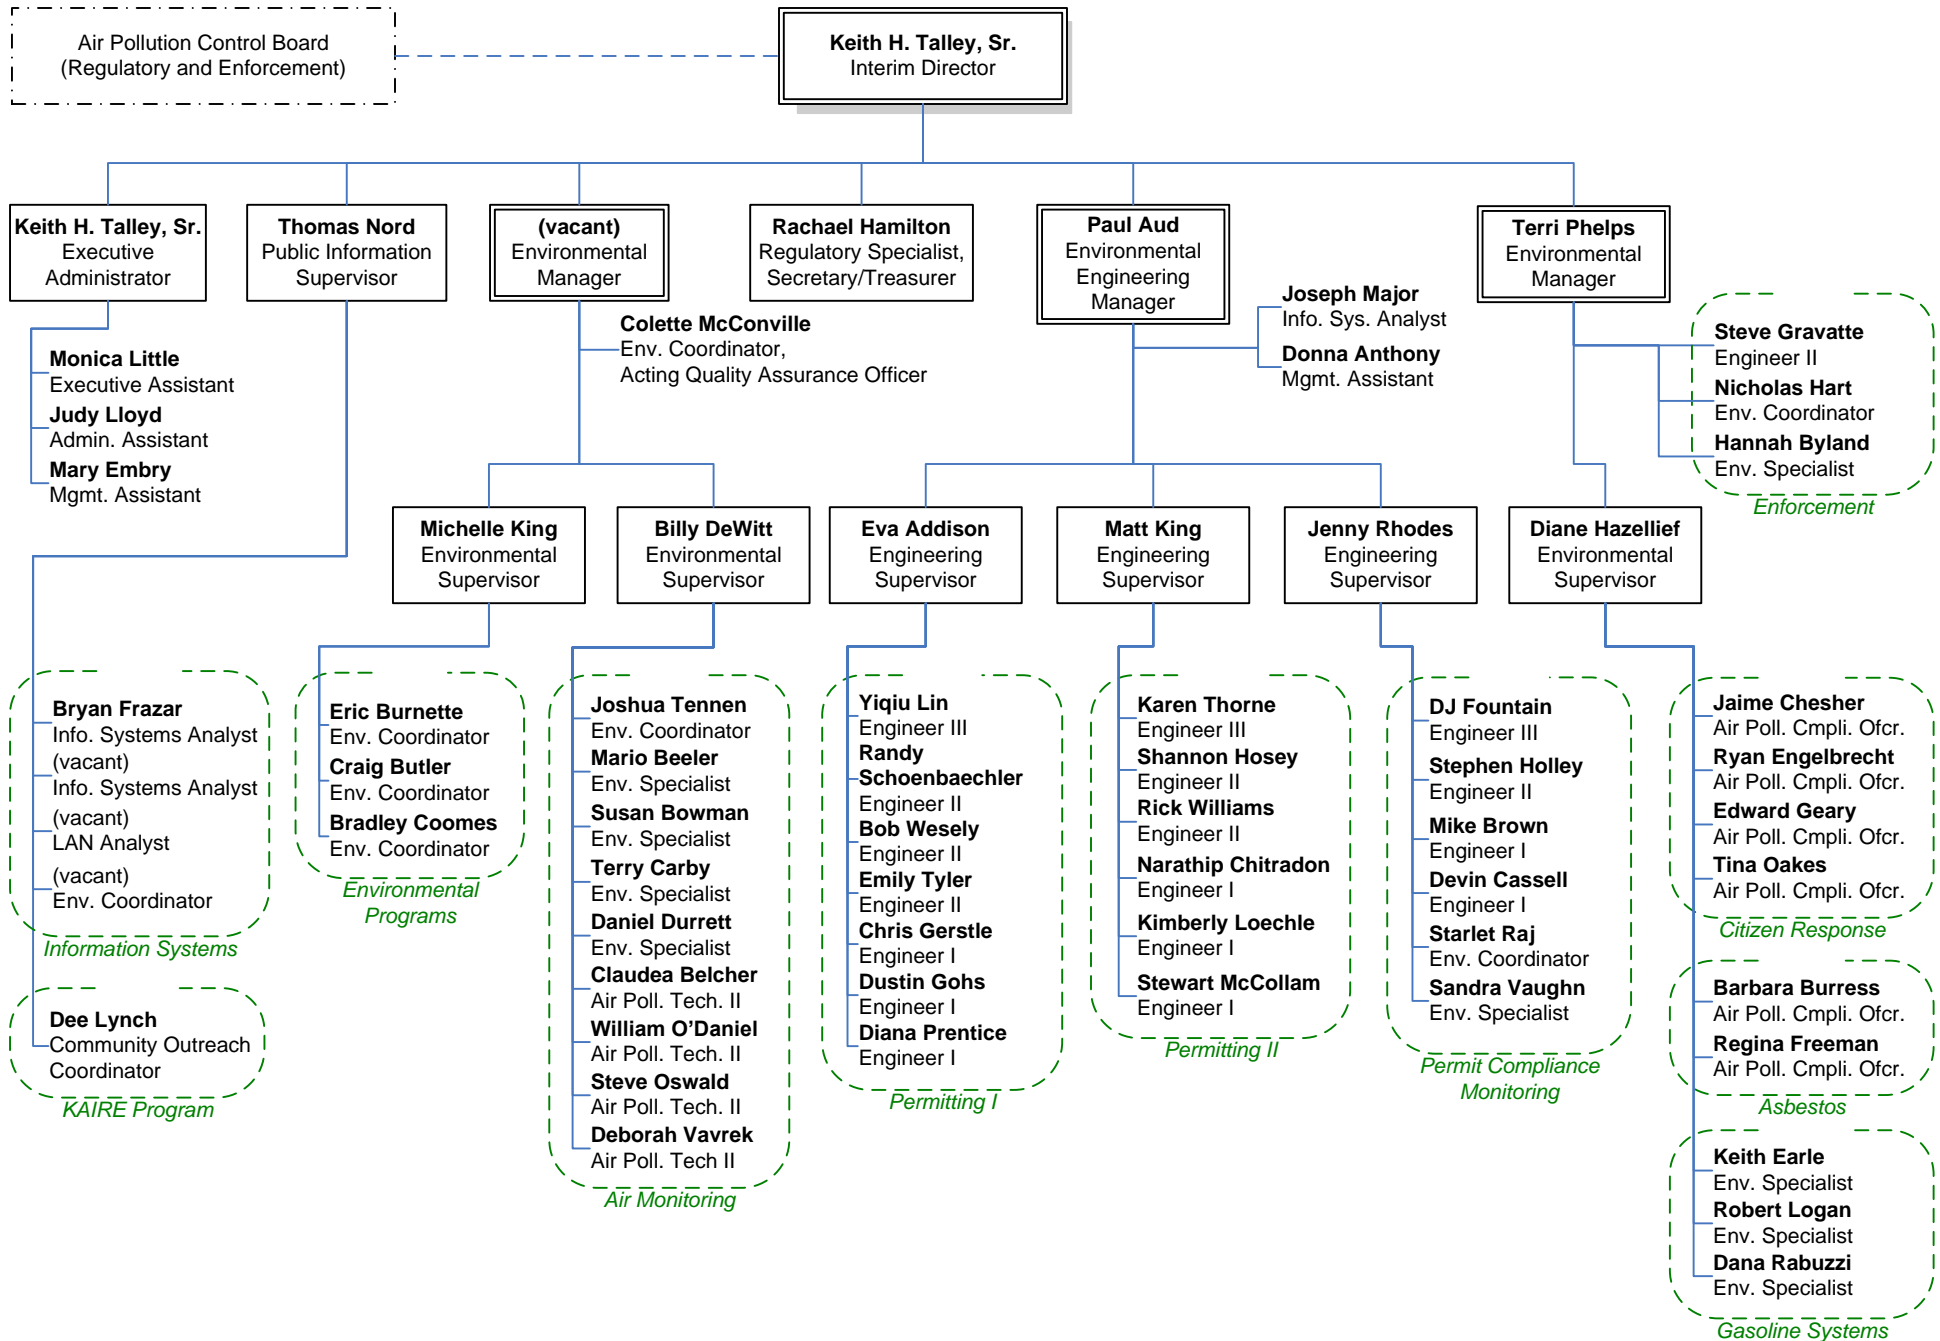 Air Pollution Control Board
(Regulatory and Enforcement)
Keith H. Talley, Sr.
Interim Director
Keith H. Talley, Sr.
Executive
Administrator
Thomas Nord
Public Information
Supervisor
(vacant)
Environmental
Manager
Rachael Hamilton
Regulatory Specialist,
Secretary/Treasurer
Paul Aud
Environmental
Engineering
Manager
Terri Phelps
Environmental
Manager
Monica Little
Executive Assistant
Judy Lloyd
Admin. Assistant
Mary Embry
Mgmt. Assistant
Colette McConville
Env. Coordinator,
Acting Quality Assurance Officer
Joseph Major
Info. Sys. Analyst
Donna Anthony
Mgmt. Assistant
Steve Gravatte
Engineer II
Nicholas Hart
Env. Coordinator
Hannah Byland
Env. Specialist
Enforcement
Michelle King
Environmental
Supervisor
Billy DeWitt
Environmental
Supervisor
Eva Addison
Engineering
Supervisor
Matt King
Engineering
Supervisor
Jenny Rhodes
Engineering
Supervisor
Diane Hazellief
Environmental
Supervisor
Bryan Frazar
Info. Systems Analyst
(vacant)
Info. Systems Analyst
(vacant)
LAN Analyst
(vacant)
Env. Coordinator
Information Systems
Dee Lynch
Community Outreach
Coordinator
KAIRE Program
Eric Burnette
Env. Coordinator
Craig Butler
Env. Coordinator
Bradley Coomes
Env. Coordinator
Environmental
Programs
Joshua Tennen
Env. Coordinator
Mario Beeler
Env. Specialist
Susan Bowman
Env. Specialist
Terry Carby
Env. Specialist
Daniel Durrett
Env. Specialist
Claudea Belcher
Air Poll. Tech. II
William O’Daniel
Air Poll. Tech. II
Steve Oswald
Air Poll. Tech. II
Deborah Vavrek
Air Poll. Tech II
Air Monitoring
Yiqiu Lin
Engineer III
Randy
Schoenbaechler
Engineer II
Bob Wesely
Engineer II
Emily Tyler
Engineer II
Chris Gerstle
Engineer I
Dustin Gohs
Engineer I
Diana Prentice
Engineer I
Permitting I
Karen Thorne
Engineer III
Shannon Hosey
Engineer II
Rick Williams
Engineer II
Narathip Chitradon
Engineer I
Kimberly Loechle
Engineer I
Stewart McCollam
Engineer I
Permitting II
DJ Fountain
Engineer III
Stephen Holley
Engineer II
Mike Brown
Engineer I
Devin Cassell
Engineer I
Starlet Raj
Env. Coordinator
Sandra Vaughn
Env. Specialist
Permit Compliance
Monitoring
Jaime Chesher
Air Poll. Cmpli. Ofcr.
Ryan Engelbrecht
Air Poll. Cmpli. Ofcr.
Edward Geary
Air Poll. Cmpli. Ofcr.
Tina Oakes
Air Poll. Cmpli. Ofcr.
Citizen Response
Barbara Burress
Air Poll. Cmpli. Ofcr.
Regina Freeman
Air Poll. Cmpli. Ofcr.
Asbestos
Keith Earle
Env. Specialist
Robert Logan
Env. Specialist
Dana Rabuzzi
Env. Specialist
Gasoline Systems